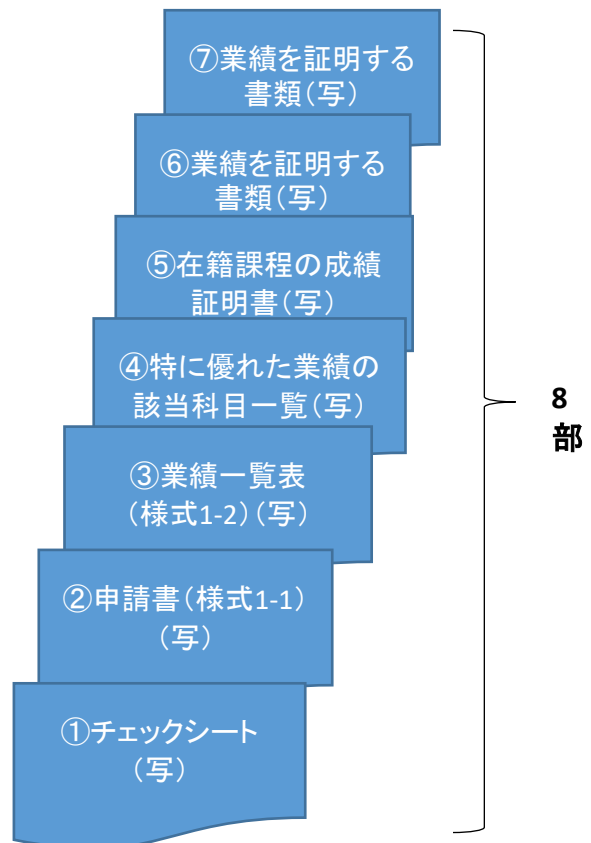 ⑦業績を証明する
書類(写)
⑥業績を証明する
書類(写)
⑤在籍課程の成績
証明書(写)
④特に優れた業績の
該当科目一覧(写)
③業績一覧表
(様式1-2)(写)
②申請書(様式1-1)
(写)
①チェックシート
(写)
8
部